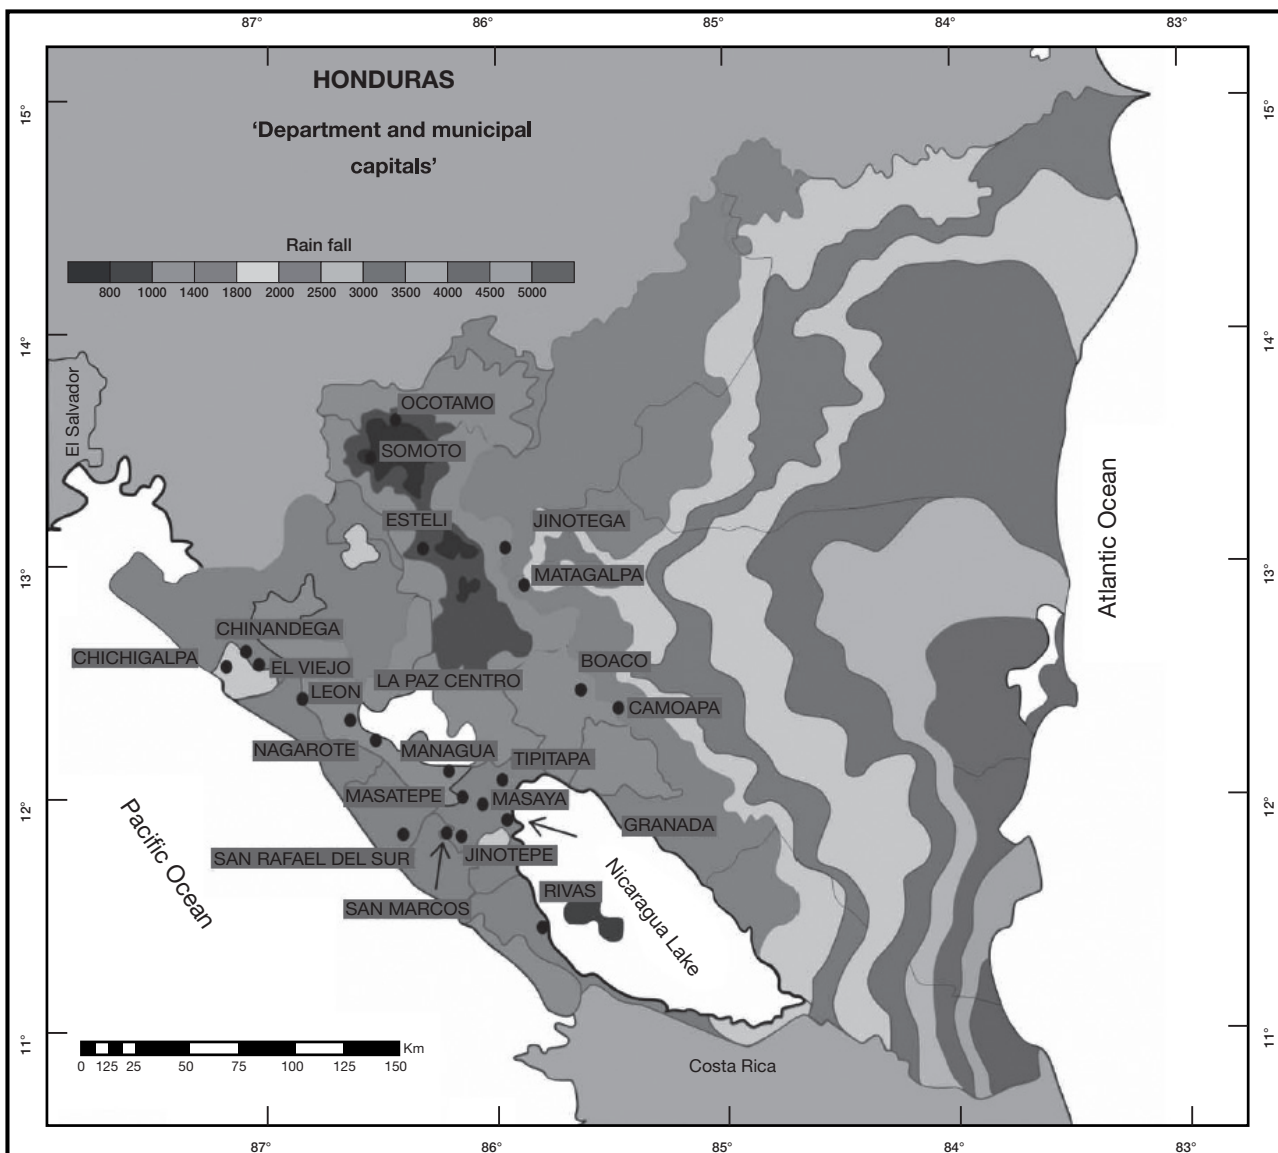 87° 86° 85° 84° 83°
15° 15°
HONDURAS
'Department and municipal
capitals'
Rain fall
800 1000 1400 1800 2000 2500 3000 3500 4000 4500 5000
14° 14°
El Salvador
OCOTAMO
SOMOTO
ESTELI
JINOTEGA
Atlantic Ocean
13° 13°
MATAGALPA
CHINANDEGA
CHICHIGALPA
EL VIEJO
BOACO
LA PAZ CENTRO
LEON
CAMOAPA
NAGAROTE
MANAGUA
TIPITAPA
12° 12°
MASATEPE
MASAYA
Pacific Ocean
GRANADA
SAN RAFAEL DEL SUR
JINOTEPE
RIVAS
Nicaragua Lake
SAN MARCOS
11° 11°
Km
0 125 25 50 75 100 125 150
Costa Rica
87° 86° 85° 84° 83°